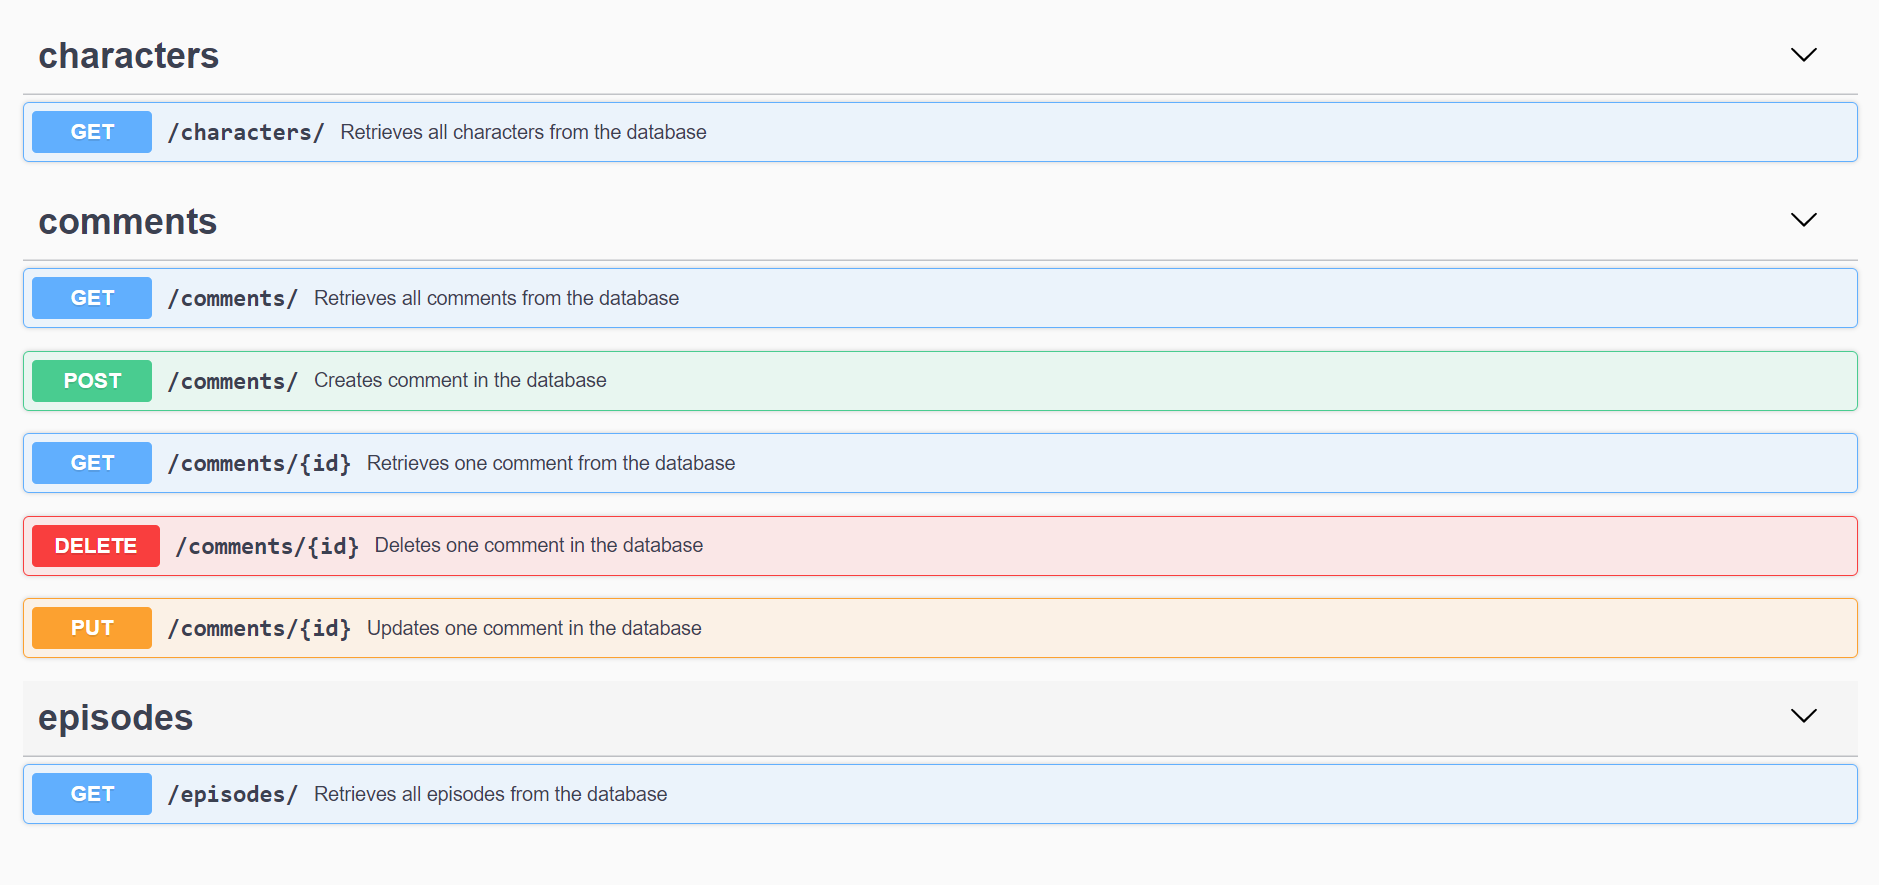 characters
GET /characters/ Retrieves all characters from the database
comments
GET /comments/ Retrieves all comments from the database
POST /comments/ Creates comment in the database
GET /comments/{id} Retrieves one comment from the database
DELETE /comments/{id} Deletes one comment in the database
PUT /comments/{id} Updates one comment in the database
episodes
GET /episodes/ Retrieves all episodes from the database